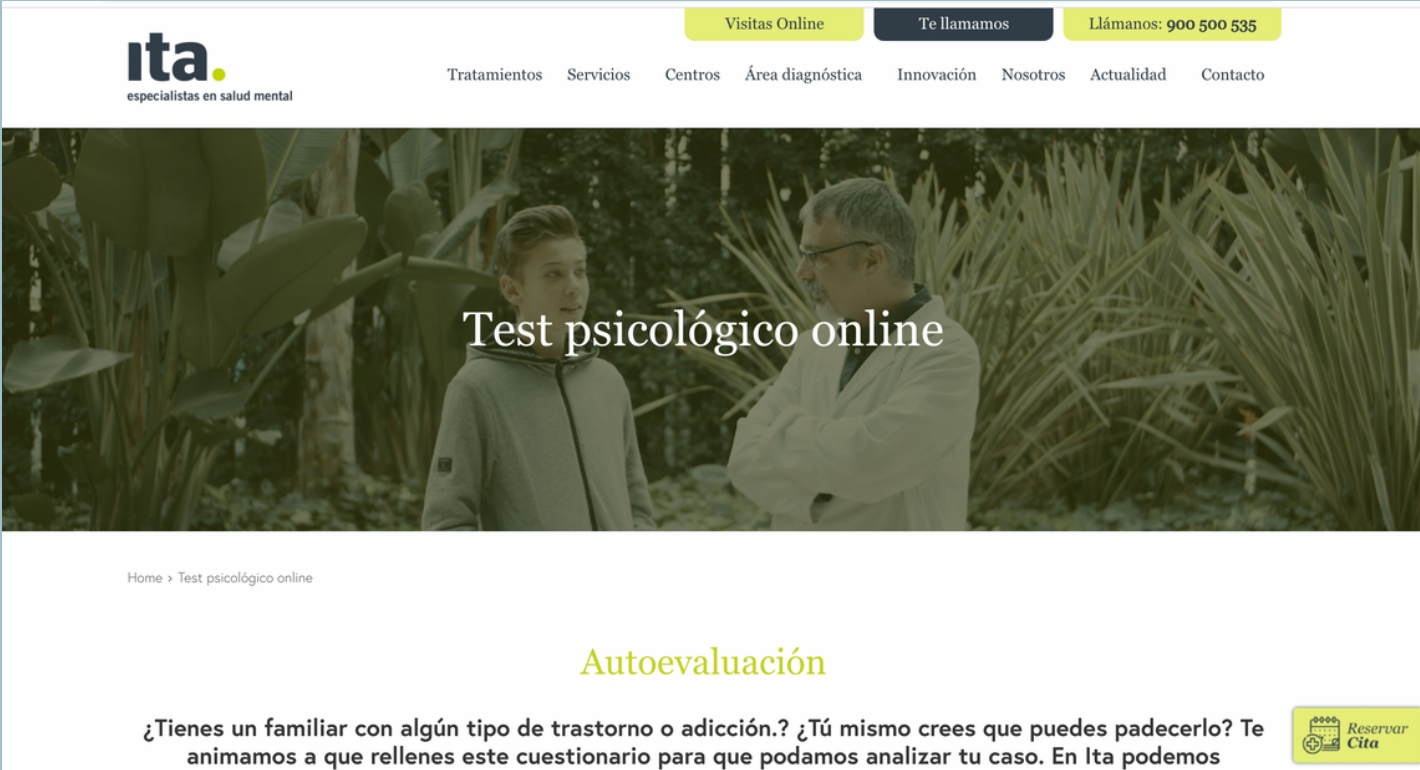 Visitas Online
Te llamamos
Llámanos: 900 500 535
ita.
especialistas en salud mental
Tratamientos Servicios Centros Área diagnóstica Innovación Nosotros Actualidad Contacto
Test psicológico online
Home > Test psicológico online
Autoevaluación
¿Tienes un familiar con algún tipo de trastorno o adicción.? ¿Tú mismo crees que puedes padecerlo? Te
animamos a que rellenes este cuestionario para que podamos analizar tu caso. En Ita podemos
Reservar
Cita